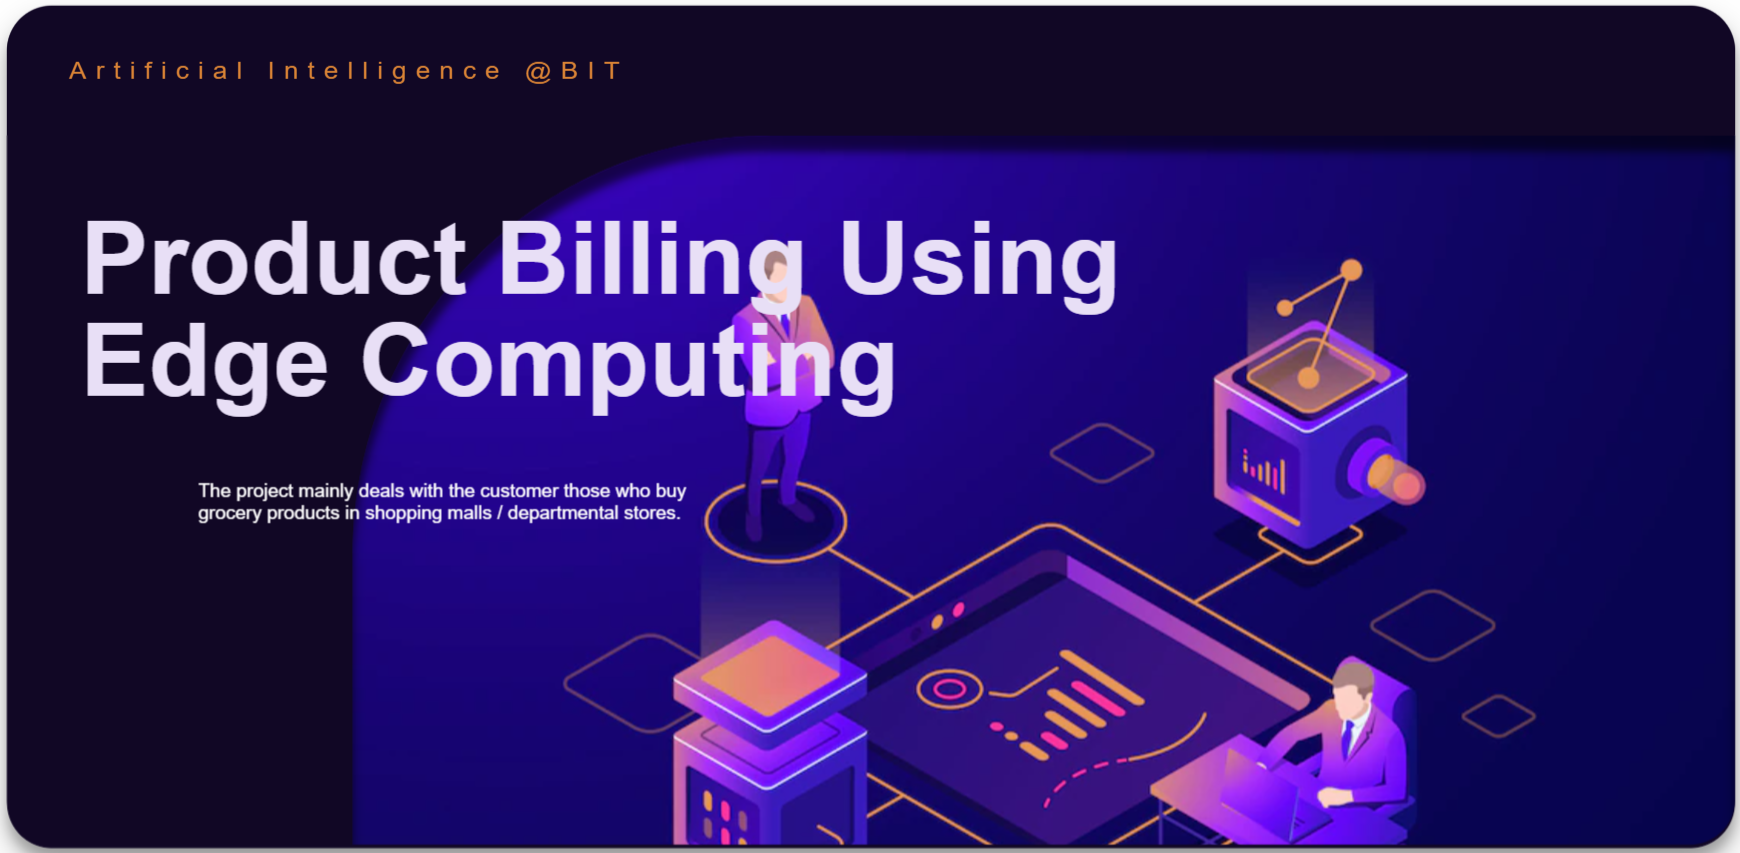 Artificial Intelligence @BIT
Product Billing Using
Edge Computing
The project mainly deals with the customer those who buy
grocery products in shopping malls / departmental stores.